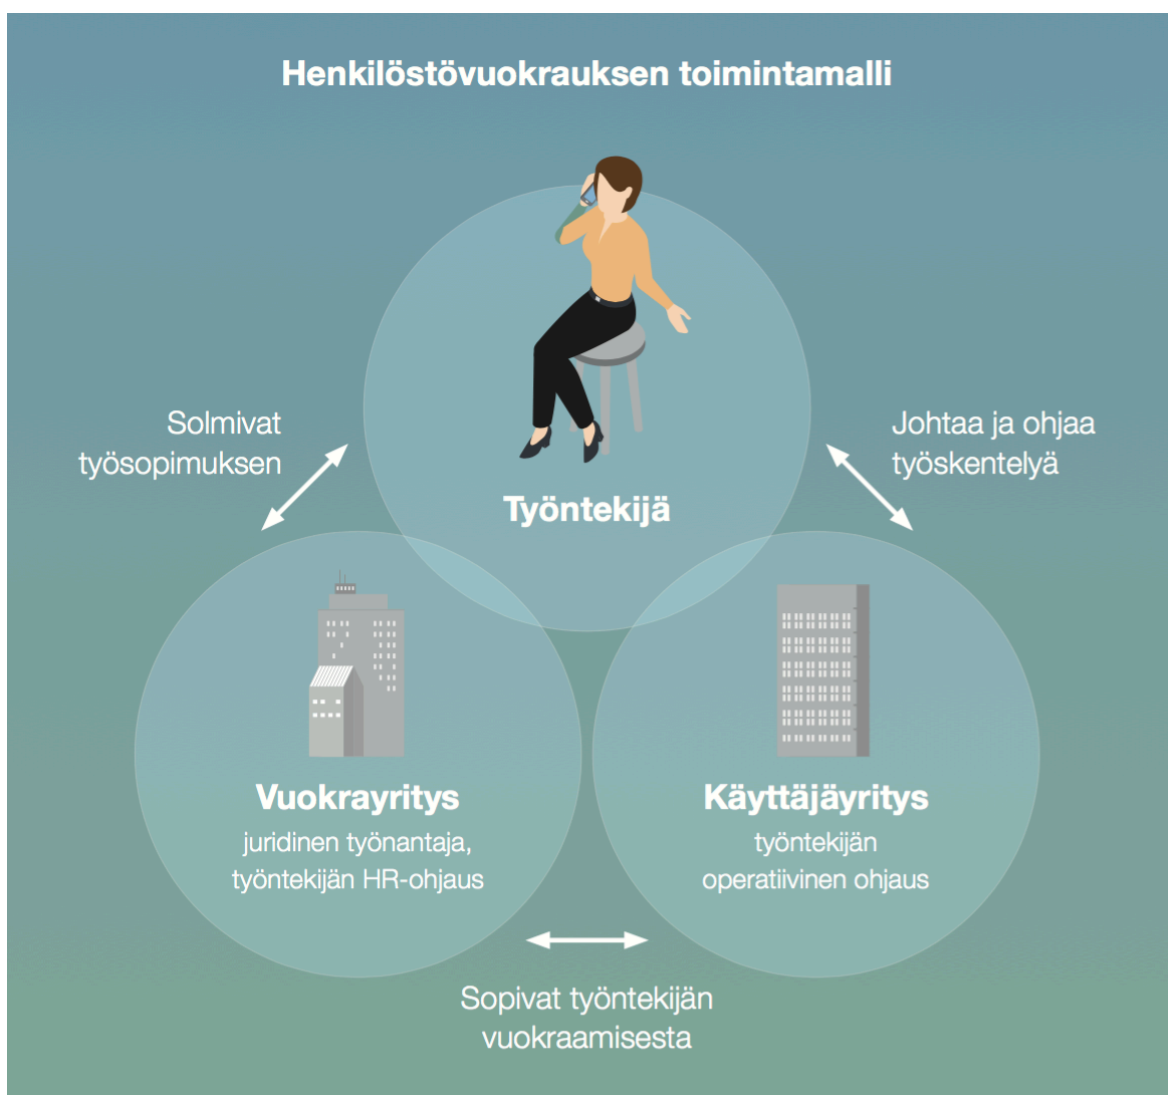 Henkilöstövuokrauksen toimintamalli
Solmivat
työsopimuksen
Johtaa ja ohjaa
työskentelyä
Työntekijä
Vuokrayritys
juridinen työnantaja,
työntekijän HR-ohjaus
Käyttäjäyritys
työntekijän
operatiivinen ohjaus
Sopivat työntekijän
vuokraamisesta